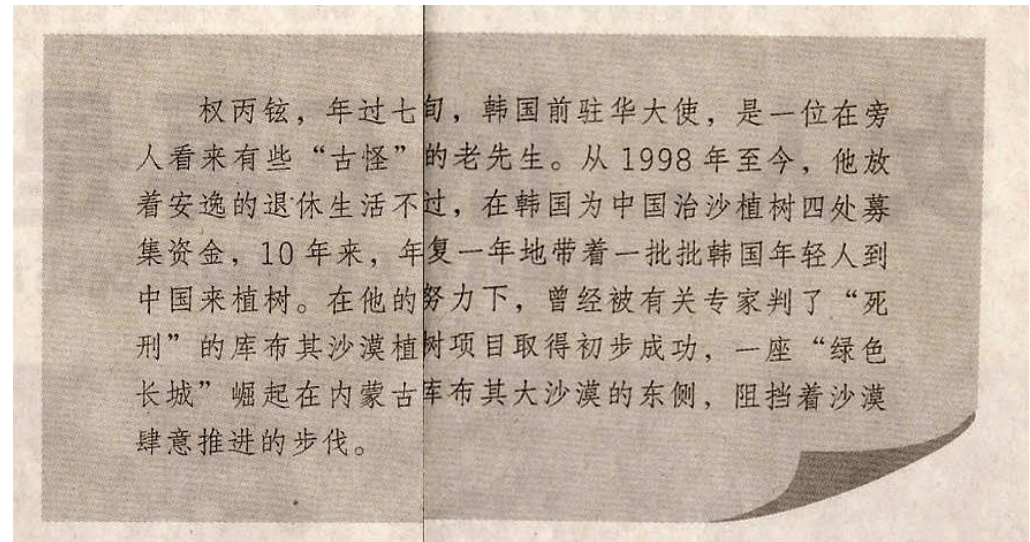 权丙铉，年过七旬，韩国前驻华大使，是一位在旁
人看来有些“古怪”的老先生。从 1998 年至今，他放
着安逸的退休生活不过，在韩国为中国治沙植树四处募
集资金，10 年来，年复一年地带着一批批韩国年轻人到
中国来植树。在他的努力下，曾经被有关专家判了“死
刑”的库布其沙漠植树项目取得初步成功，一座“绿色
长城”崛起在内蒙古库布其大沙漠的东侧，阻挡着沙漠
肆意推进的步伐。